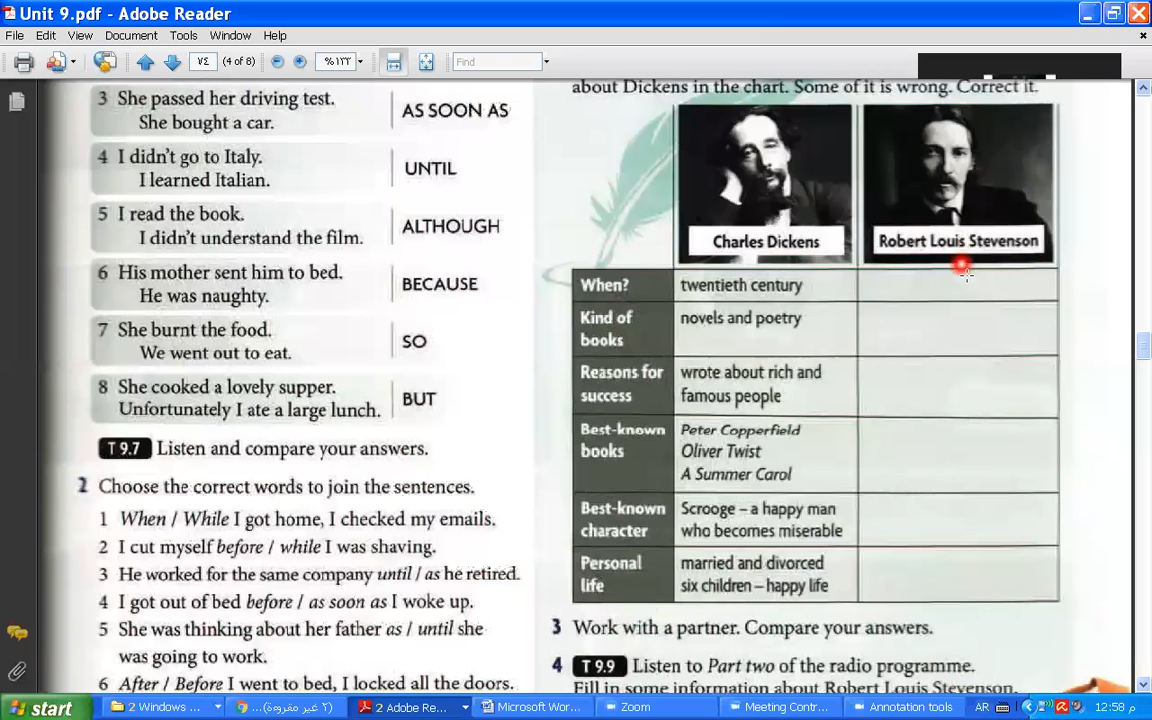 Unit 9.pdf - Adobe Reader
File Edit View Document Tools Window Help
٧٤ (4 of 8) %١٢٢ Find
3 She passed her driving test.
She bought a car.
AS SOON AS
4 I didn't go to Italy.
I learned Italian.
UNTIL
5 I read the book.
I didn't understand the film.
ALTHOUGH
6 His mother sent him to bed.
He was naughty.
BECAUSE
7 She burnt the food.
We went out to eat.
SO
8 She cooked a lovely supper.
Unfortunately I ate a large lunch.
BUT
T 9.7 Listen and compare your answers.
2 Choose the correct words to join the sentences.
1 When / While I got home, I checked my emails.
2 I cut myself before / while I was shaving.
3 He worked for the same company until / as he retired.
4 I got out of bed before / as soon as I woke up.
5 She was thinking about her father as / until she
was going to work.
6 After / Before I went to bed, I locked all the doors.
about Dickens in the chart. Some of it is wrong. Correct it.
Charles Dickens
Robert Louis Stevenson
When? twentieth century
Kind of books novels and poetry
Reasons for wrote about rich and
success famous people
Best-known Peter Copperfield
books Oliver Twist
A Summer Carol
Best-known Scrooge – a happy man
character who becomes miserable
Personal married and divorced
life six children – happy life
3 Work with a partner. Compare your answers.
4 T 9.9 Listen to Part two of the radio programme.
Fill in some information about Robert Louis Stevenson.
start 2 Windows ... (٢ غير مقروءة)... 2 Adobe Re... Microsoft Wor... Zoom Meeting Contr... Annotation tools AR 12:58 م